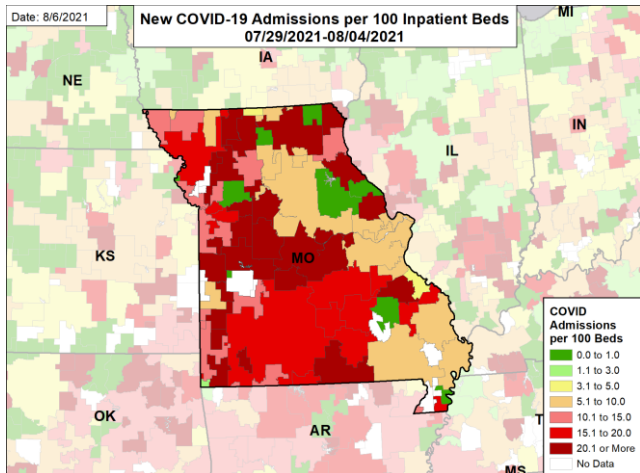 Date: 8/6/2021
New COVID-19 Admissions per 100 Inpatient Beds
07/29/2021-08/04/2021
MI
IA
NE
IL
IN
KS
MO
OK
AR
T
MS
COVID
Admissions
per 100 Beds
0.0 to 1.0
1.1 to 3.0
3.1 to 5.0
5.1 to 10.0
10.1 to 15.0
15.1 to 20.0
20.1 or More
No Data